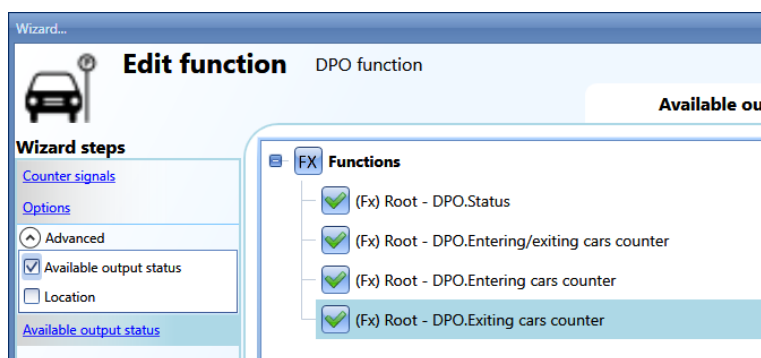 Wizard...
Edit function DPO function
Available ou
Wizard steps
Counter signals
Options
Advanced
Available output status
Location
Available output status
FX Functions
(Fx) Root - DPO.Status
(Fx) Root - DPO.Entering/exiting cars counter
(Fx) Root - DPO.Entering cars counter
(Fx) Root - DPO.Exiting cars counter